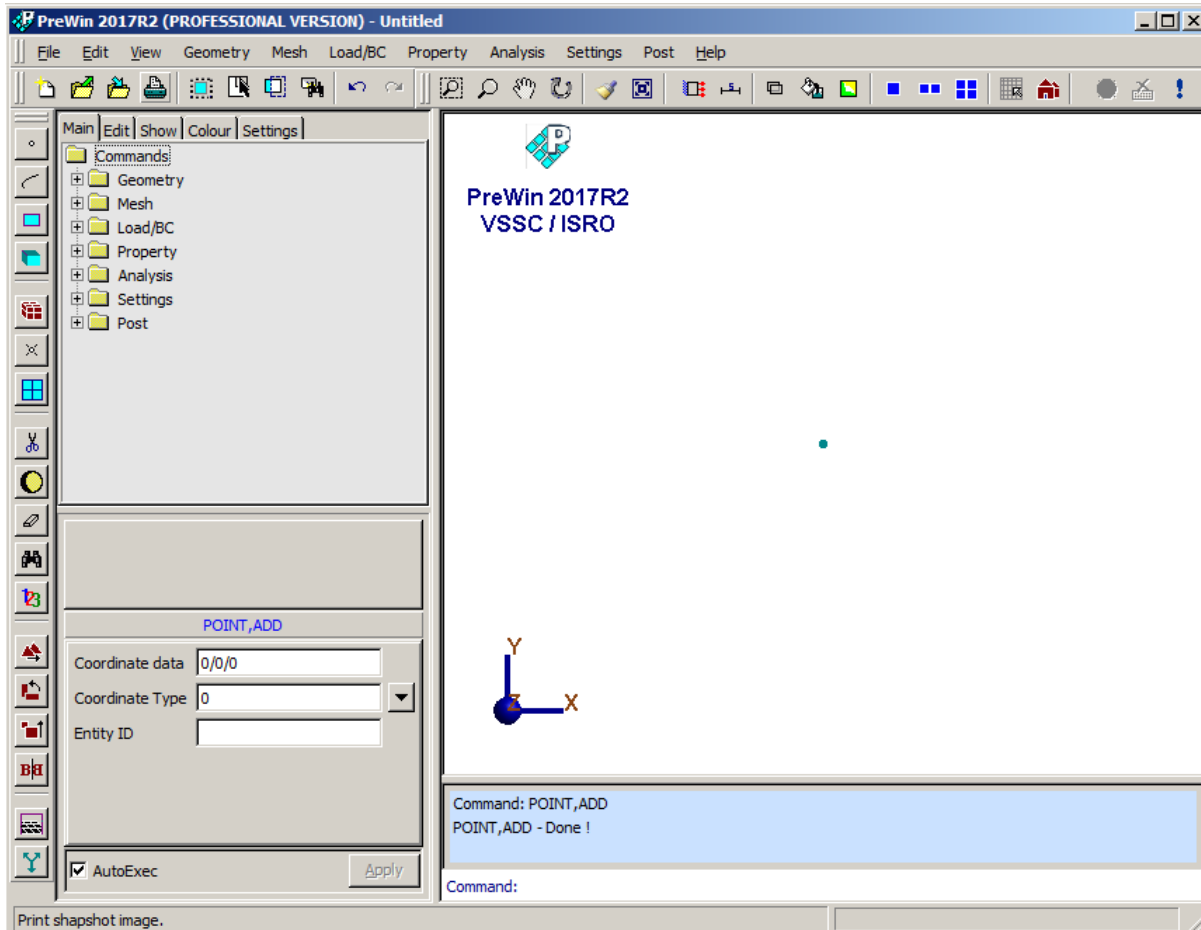 PreWin 2017R2 (PROFESSIONAL VERSION) - Untitled
File Edit View Geometry Mesh Load/BC Property Analysis Settings Post Help
Main Edit Show Colour Settings
Commands
Geometry
Mesh
Load/BC
Property
Analysis
Settings
Post
P
PreWin 2017R2
VSSC / ISRO
123
B B
POINT,ADD
Coordinate data 0/0/0
Coordinate Type 0
Entity ID
AutoExec Apply
Y
Z X
Command: POINT,ADD
POINT,ADD - Done !
Command:
Print shapshot image.